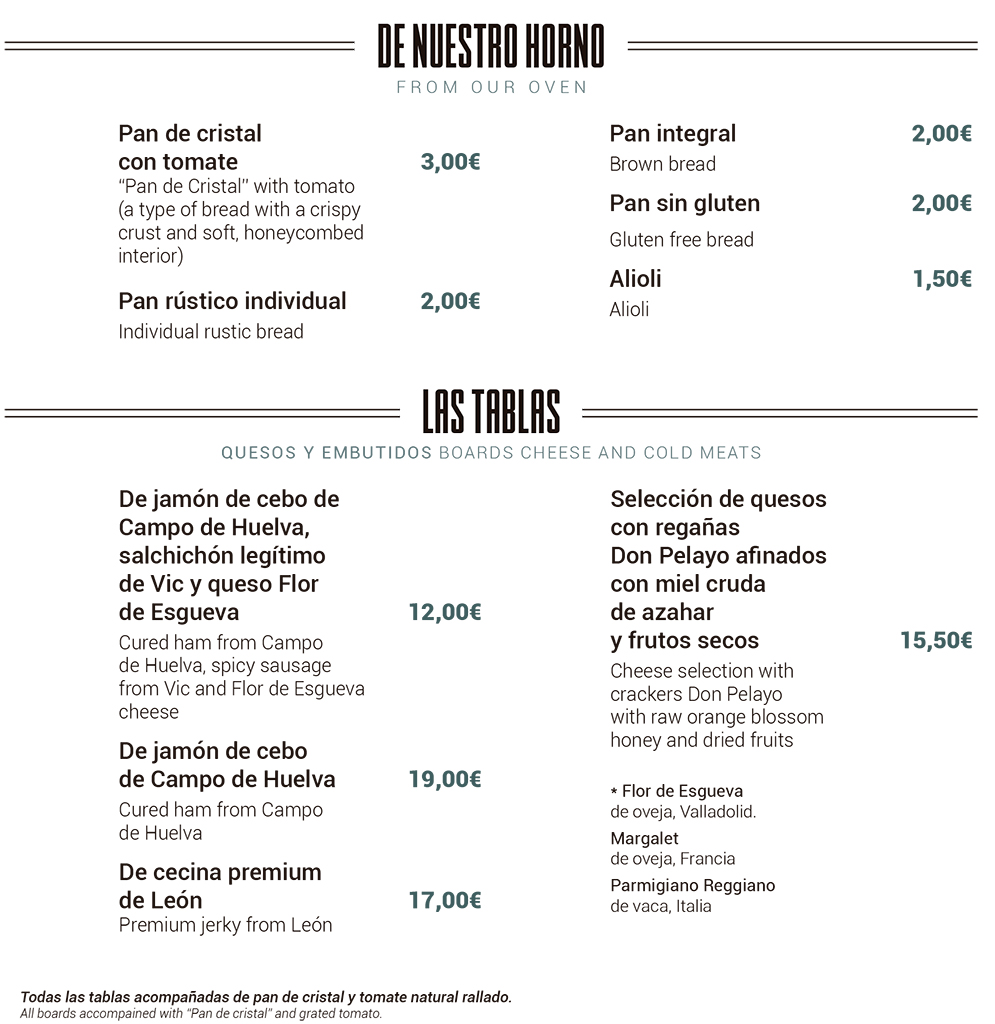 DE NUESTRO HORNO
FROM OUR OVEN
Pan de cristal
con tomate 3,00€
“Pan de Cristal” with tomato
(a type of bread with a crispy
crust and soft, honeycombed
interior)
Pan rústico individual 2,00€
Individual rustic bread
Pan integral 2,00€
Brown bread
Pan sin gluten 2,00€
Gluten free bread
Alioli 1,50€
Alioli
LAS TABLAS
QUESOS Y EMBUTIDOS BOARDS CHEESE AND COLD MEATS
De jamón de cebo de
Campo de Huelva,
salchichón legítimo
de Vic y queso Flor
de Esgueva 12,00€
Cured ham from Campo
de Huelva, spicy sausage
from Vic and Flor de Esgueva
cheese
De jamón de cebo
de Campo de Huelva 19,00€
Cured ham from Campo
de Huelva
De cecina premium
de León 17,00€
Premium jerky from León
Selección de quesos
con regañas
Don Pelayo afinados
con miel cruda
de azahar
y frutos secos 15,50€
Cheese selection with
crackers Don Pelayo
with raw orange blossom
honey and dried fruits
* Flor de Esgueva
de oveja, Valladolid.
Margalet
de oveja, Francia
Parmigiano Reggiano
de vaca, Italia
Todas las tablas acompañadas de pan de cristal y tomate natural rallado.
All boards accompained with “Pan de cristal” and grated tomato.